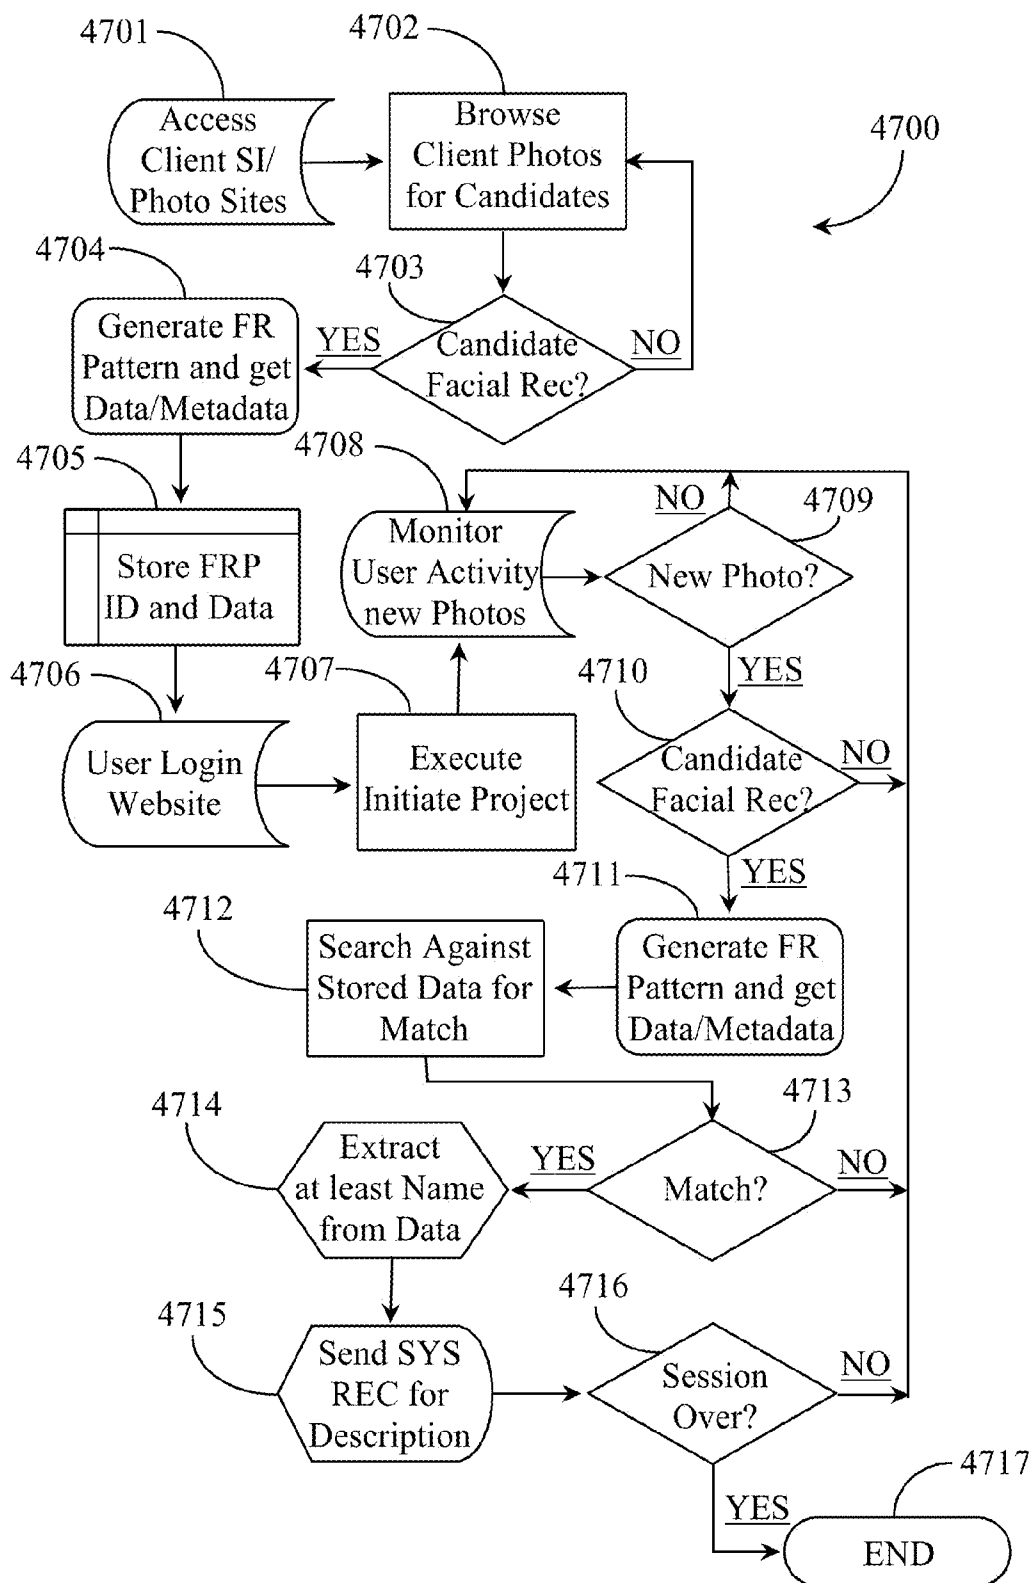 4701
4702
Access
Client SI/
Photo Sites
Browse
Client Photos
for Candidates
4700
4704
4703
Generate FR
Pattern and get
Data/Metadata
YES
Candidate
Facial Rec?
NO
4705
4708
Store FRP
ID and Data
Monitor
User Activity
new Photos
NO
4709
New Photo?
4706
4707
4710
YES
User Login
Website
Execute
Initiate Project
Candidate
Facial Rec?
NO
4711
YES
4712
Search Against
Stored Data for
Match
Generate FR
Pattern and get
Data/Metadata
4714
4713
Extract
at least Name
from Data
YES
Match?
NO
4715
4716
Send SYS
REC for
Description
Session
Over?
NO
4717
YES
END